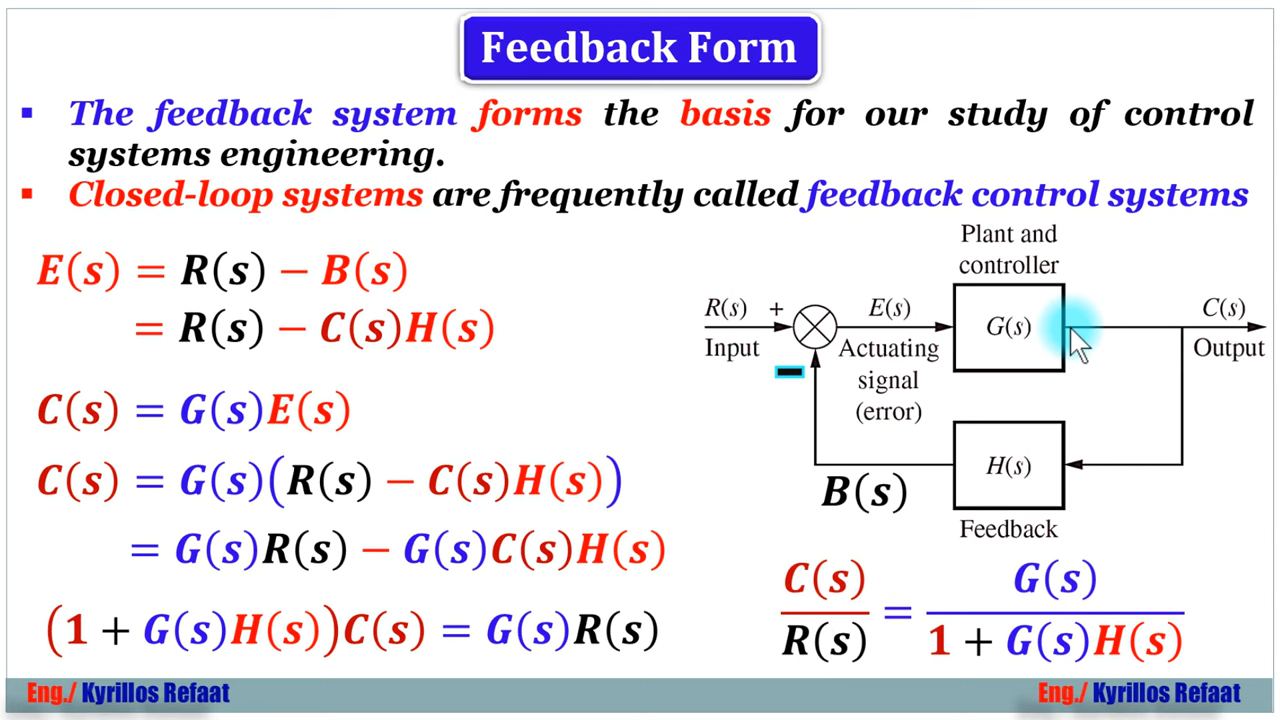 Feedback Form
▪ The feedback system forms the basis for our study of control
systems engineering.
▪ Closed-loop systems are frequently called feedback control systems
E(s) = R(s) − B(s)
= R(s) − C(s)H(s)
C(s) = G(s)E(s)
C(s) = G(s)(R(s) − C(s)H(s))
= G(s)R(s) − G(s)C(s)H(s)
(1 + G(s)H(s))C(s) = G(s)R(s)
Plant and
controller
R(s) +
E(s)
G(s)
C(s)
Input
−
Actuating
signal
(error)
Output
H(s)
B(s)
Feedback
C(s)/R(s) = G(s)/(1 + G(s)H(s))
Eng./ Kyrillos Refaat
Eng./ Kyrillos Refaat